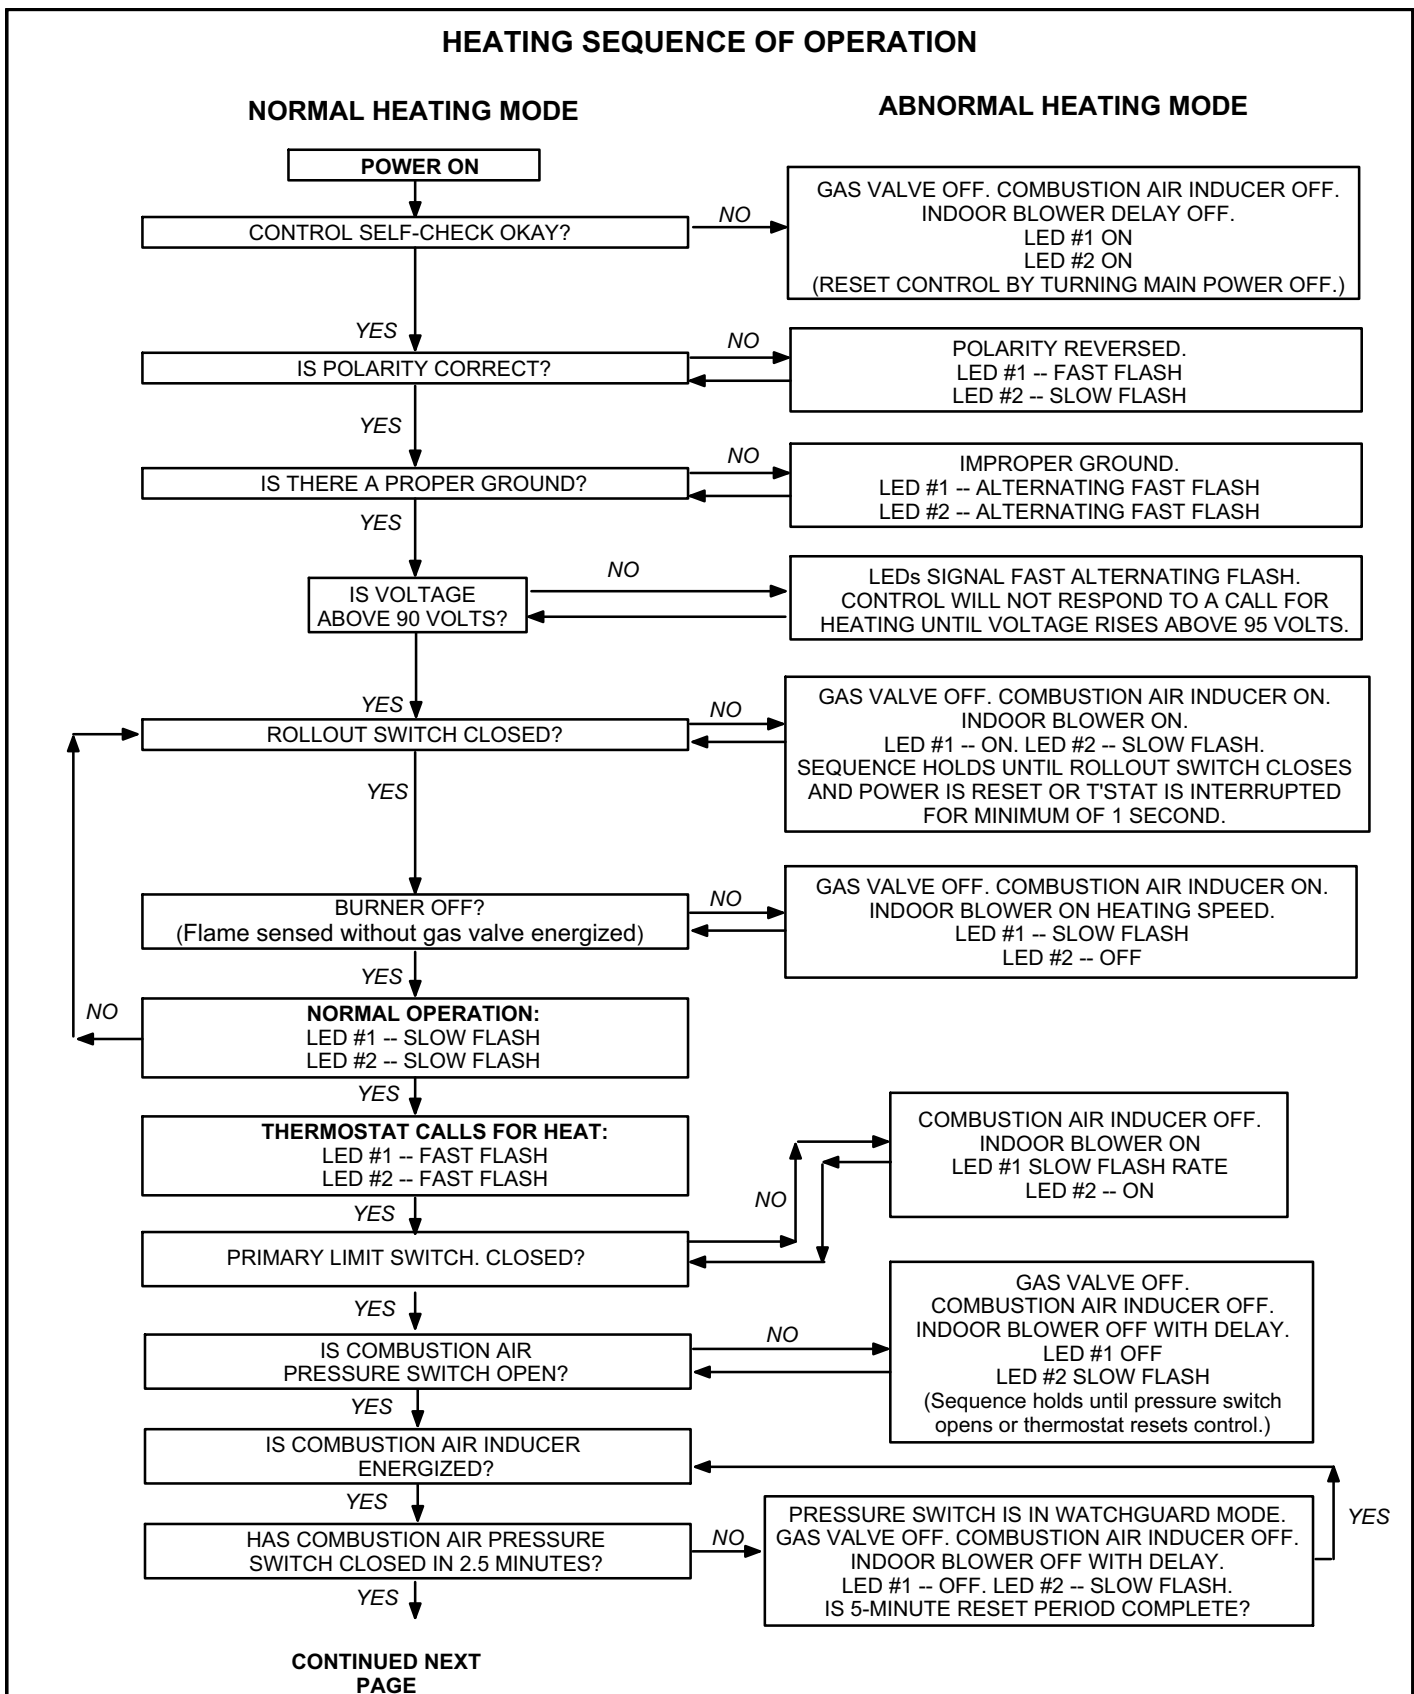 HEATING SEQUENCE OF OPERATION
NORMAL HEATING MODE
ABNORMAL HEATING MODE
POWER ON
CONTROL SELF-CHECK OKAY?
NO
GAS VALVE OFF. COMBUSTION AIR INDUCER OFF.
INDOOR BLOWER DELAY OFF.
LED #1 ON
LED #2 ON
(RESET CONTROL BY TURNING MAIN POWER OFF.)
YES
IS POLARITY CORRECT?
NO
POLARITY REVERSED.
LED #1 -- FAST FLASH
LED #2 -- SLOW FLASH
YES
IS THERE A PROPER GROUND?
NO
IMPROPER GROUND.
LED #1 -- ALTERNATING FAST FLASH
LED #2 -- ALTERNATING FAST FLASH
YES
IS VOLTAGE
ABOVE 90 VOLTS?
NO
LEDs SIGNAL FAST ALTERNATING FLASH.
CONTROL WILL NOT RESPOND TO A CALL FOR
HEATING UNTIL VOLTAGE RISES ABOVE 95 VOLTS.
YES
ROLLOUT SWITCH CLOSED?
NO
GAS VALVE OFF. COMBUSTION AIR INDUCER ON.
INDOOR BLOWER ON.
LED #1 -- ON. LED #2 -- SLOW FLASH.
SEQUENCE HOLDS UNTIL ROLLOUT SWITCH CLOSES
AND POWER IS RESET OR T'STAT IS INTERRUPTED
FOR MINIMUM OF 1 SECOND.
YES
BURNER OFF?
(Flame sensed without gas valve energized)
NO
GAS VALVE OFF. COMBUSTION AIR INDUCER ON.
INDOOR BLOWER ON HEATING SPEED.
LED #1 -- SLOW FLASH
LED #2 -- OFF
YES
NO
NORMAL OPERATION:
LED #1 -- SLOW FLASH
LED #2 -- SLOW FLASH
YES
THERMOSTAT CALLS FOR HEAT:
LED #1 -- FAST FLASH
LED #2 -- FAST FLASH
COMBUSTION AIR INDUCER OFF.
INDOOR BLOWER ON
LED #1 SLOW FLASH RATE
LED #2 -- ON
NO
YES
PRIMARY LIMIT SWITCH. CLOSED?
YES
IS COMBUSTION AIR
PRESSURE SWITCH OPEN?
NO
GAS VALVE OFF.
COMBUSTION AIR INDUCER OFF.
INDOOR BLOWER OFF WITH DELAY.
LED #1 OFF
LED #2 SLOW FLASH
(Sequence holds until pressure switch
opens or thermostat resets control.)
YES
IS COMBUSTION AIR INDUCER
ENERGIZED?
YES
HAS COMBUSTION AIR PRESSURE
SWITCH CLOSED IN 2.5 MINUTES?
NO
PRESSURE SWITCH IS IN WATCHGUARD MODE.
GAS VALVE OFF. COMBUSTION AIR INDUCER OFF.
INDOOR BLOWER OFF WITH DELAY.
LED #1 -- OFF. LED #2 -- SLOW FLASH.
IS 5-MINUTE RESET PERIOD COMPLETE?
YES
YES
CONTINUED NEXT
PAGE